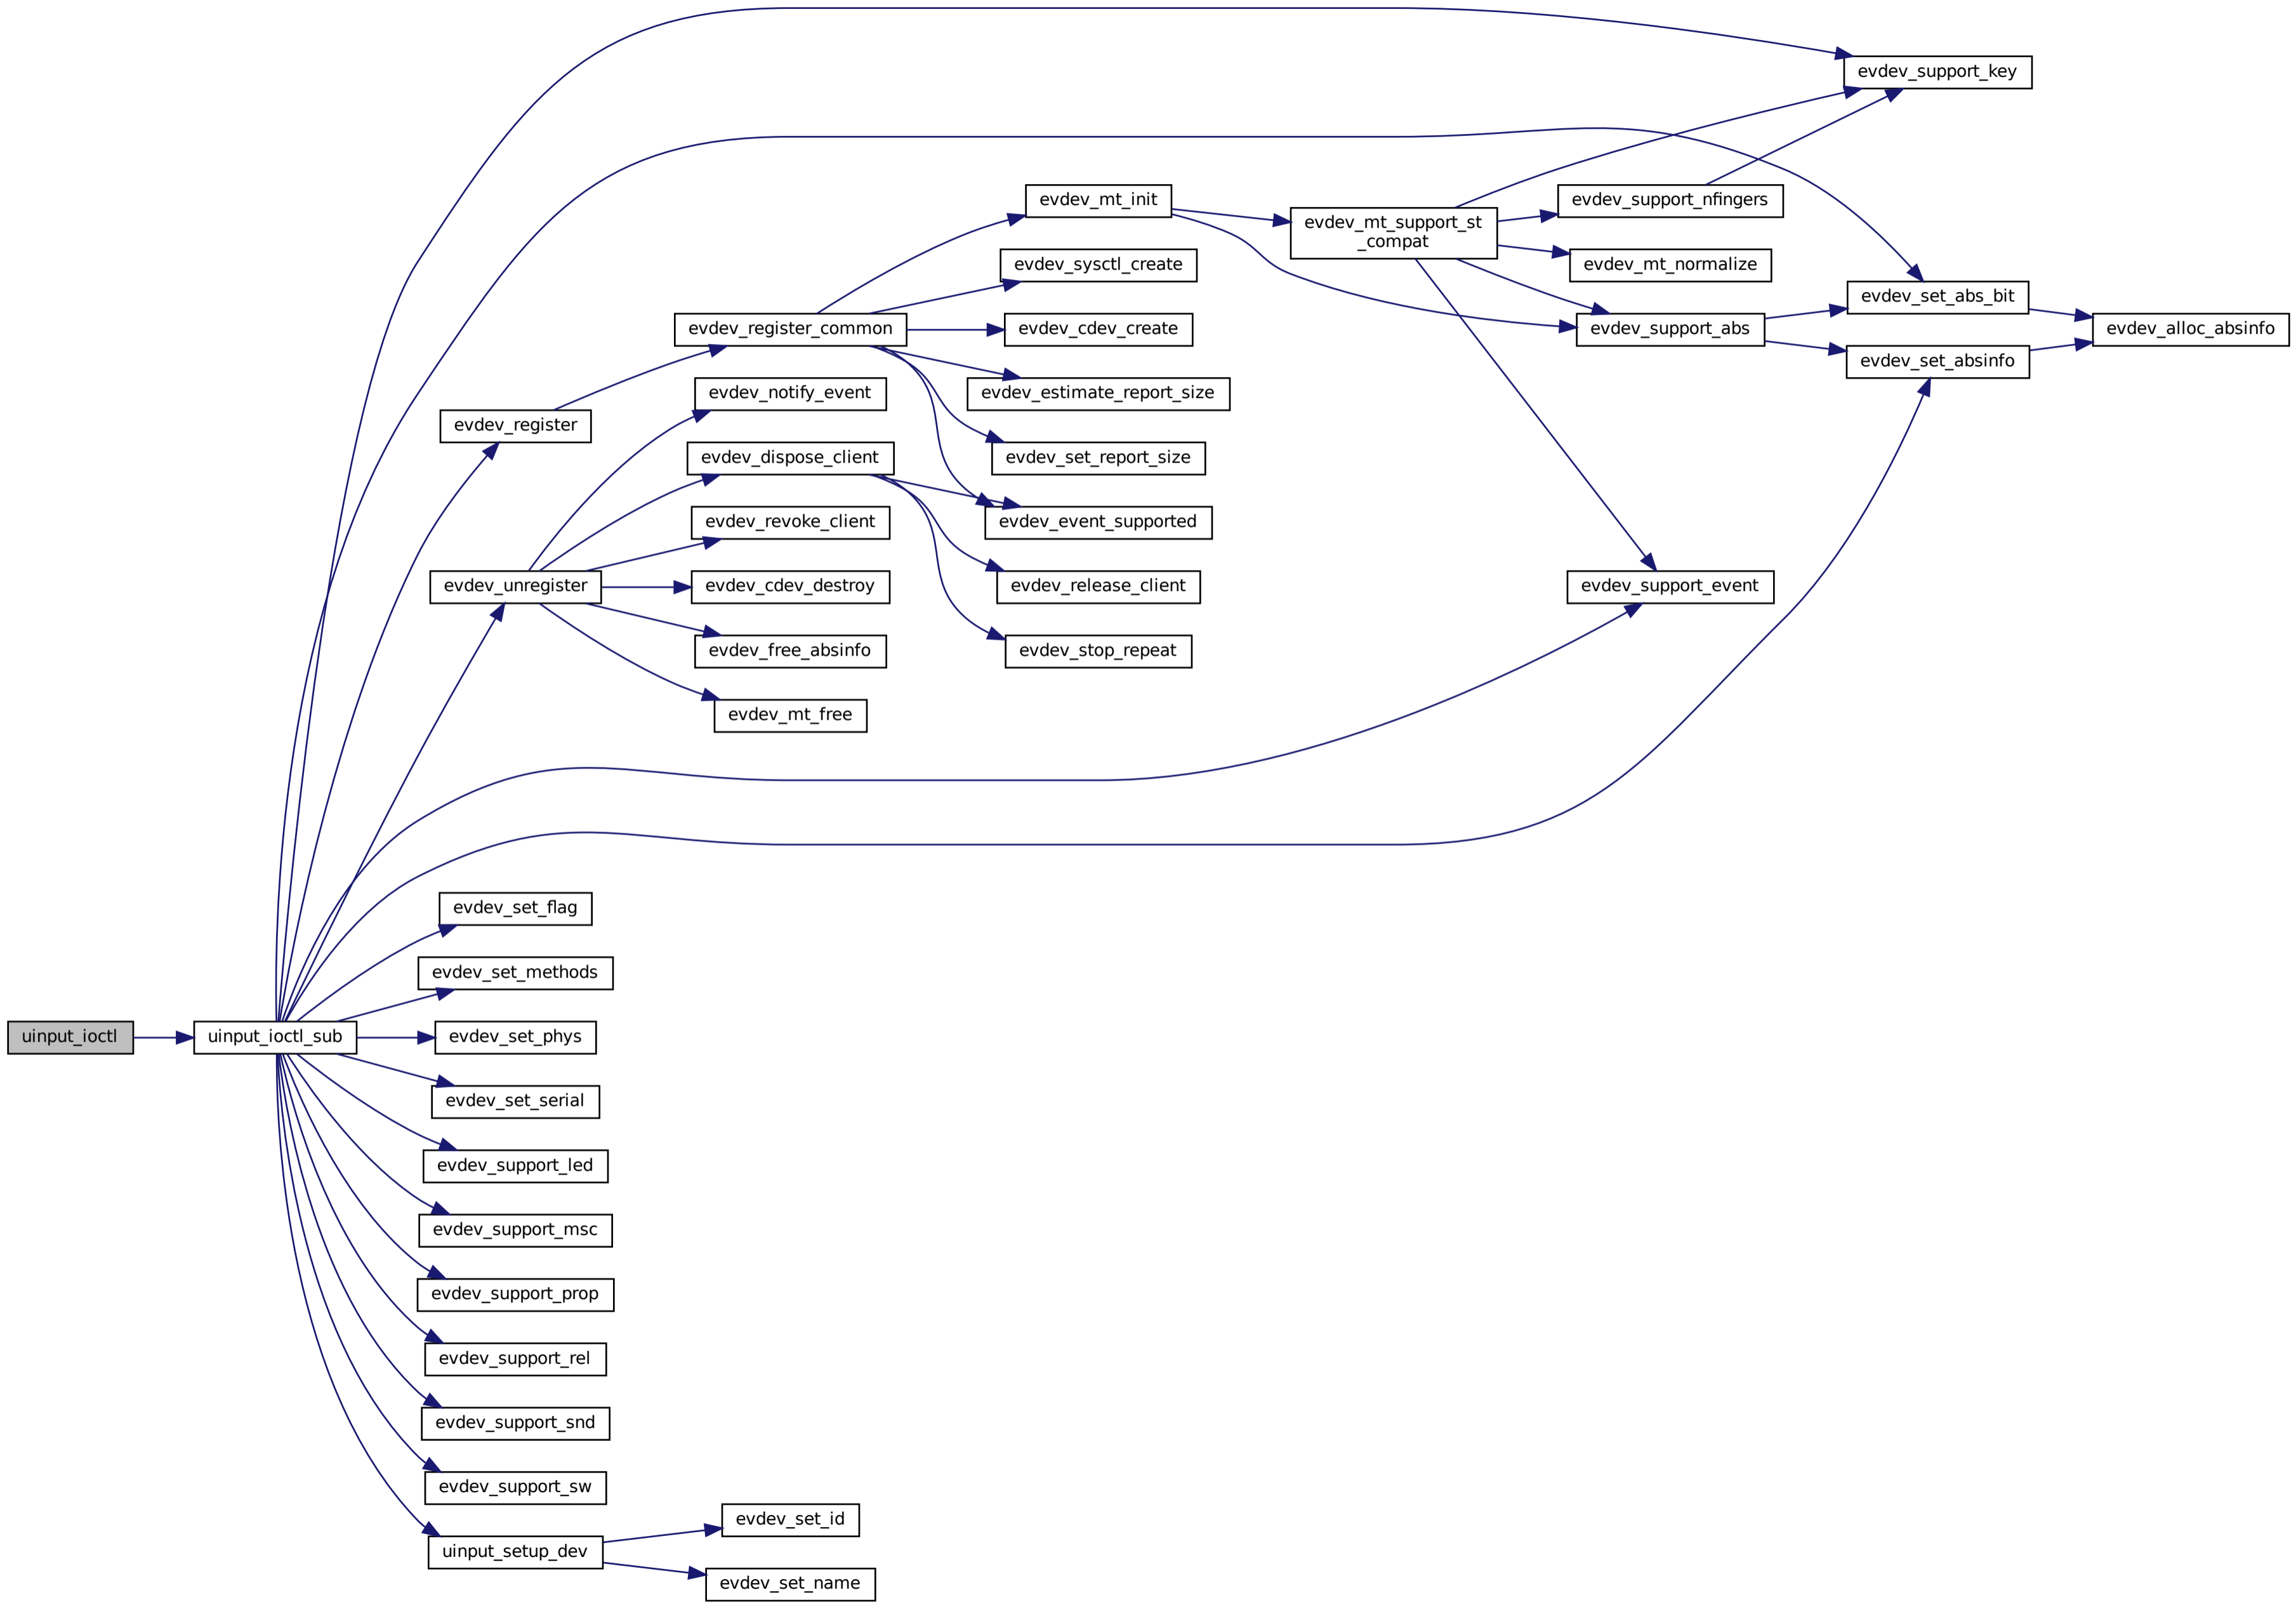 evdev_support_key
evdev_mt_init
evdev_support_nfingers
evdev_mt_support_st
_compat
evdev_sysctl_create
evdev_mt_normalize
evdev_set_abs_bit
evdev_register_common
evdev_cdev_create
evdev_support_abs
evdev_alloc_absinfo
evdev_set_absinfo
evdev_notify_event
evdev_estimate_report_size
evdev_register
evdev_dispose_client
evdev_set_report_size
evdev_revoke_client
evdev_event_supported
evdev_unregister
evdev_cdev_destroy
evdev_release_client
evdev_support_event
evdev_free_absinfo
evdev_stop_repeat
evdev_mt_free
evdev_set_flag
evdev_set_methods
uinput_ioctl
uinput_ioctl_sub
evdev_set_phys
evdev_set_serial
evdev_support_led
evdev_support_msc
evdev_support_prop
evdev_support_rel
evdev_support_snd
evdev_support_sw
evdev_set_id
uinput_setup_dev
evdev_set_name